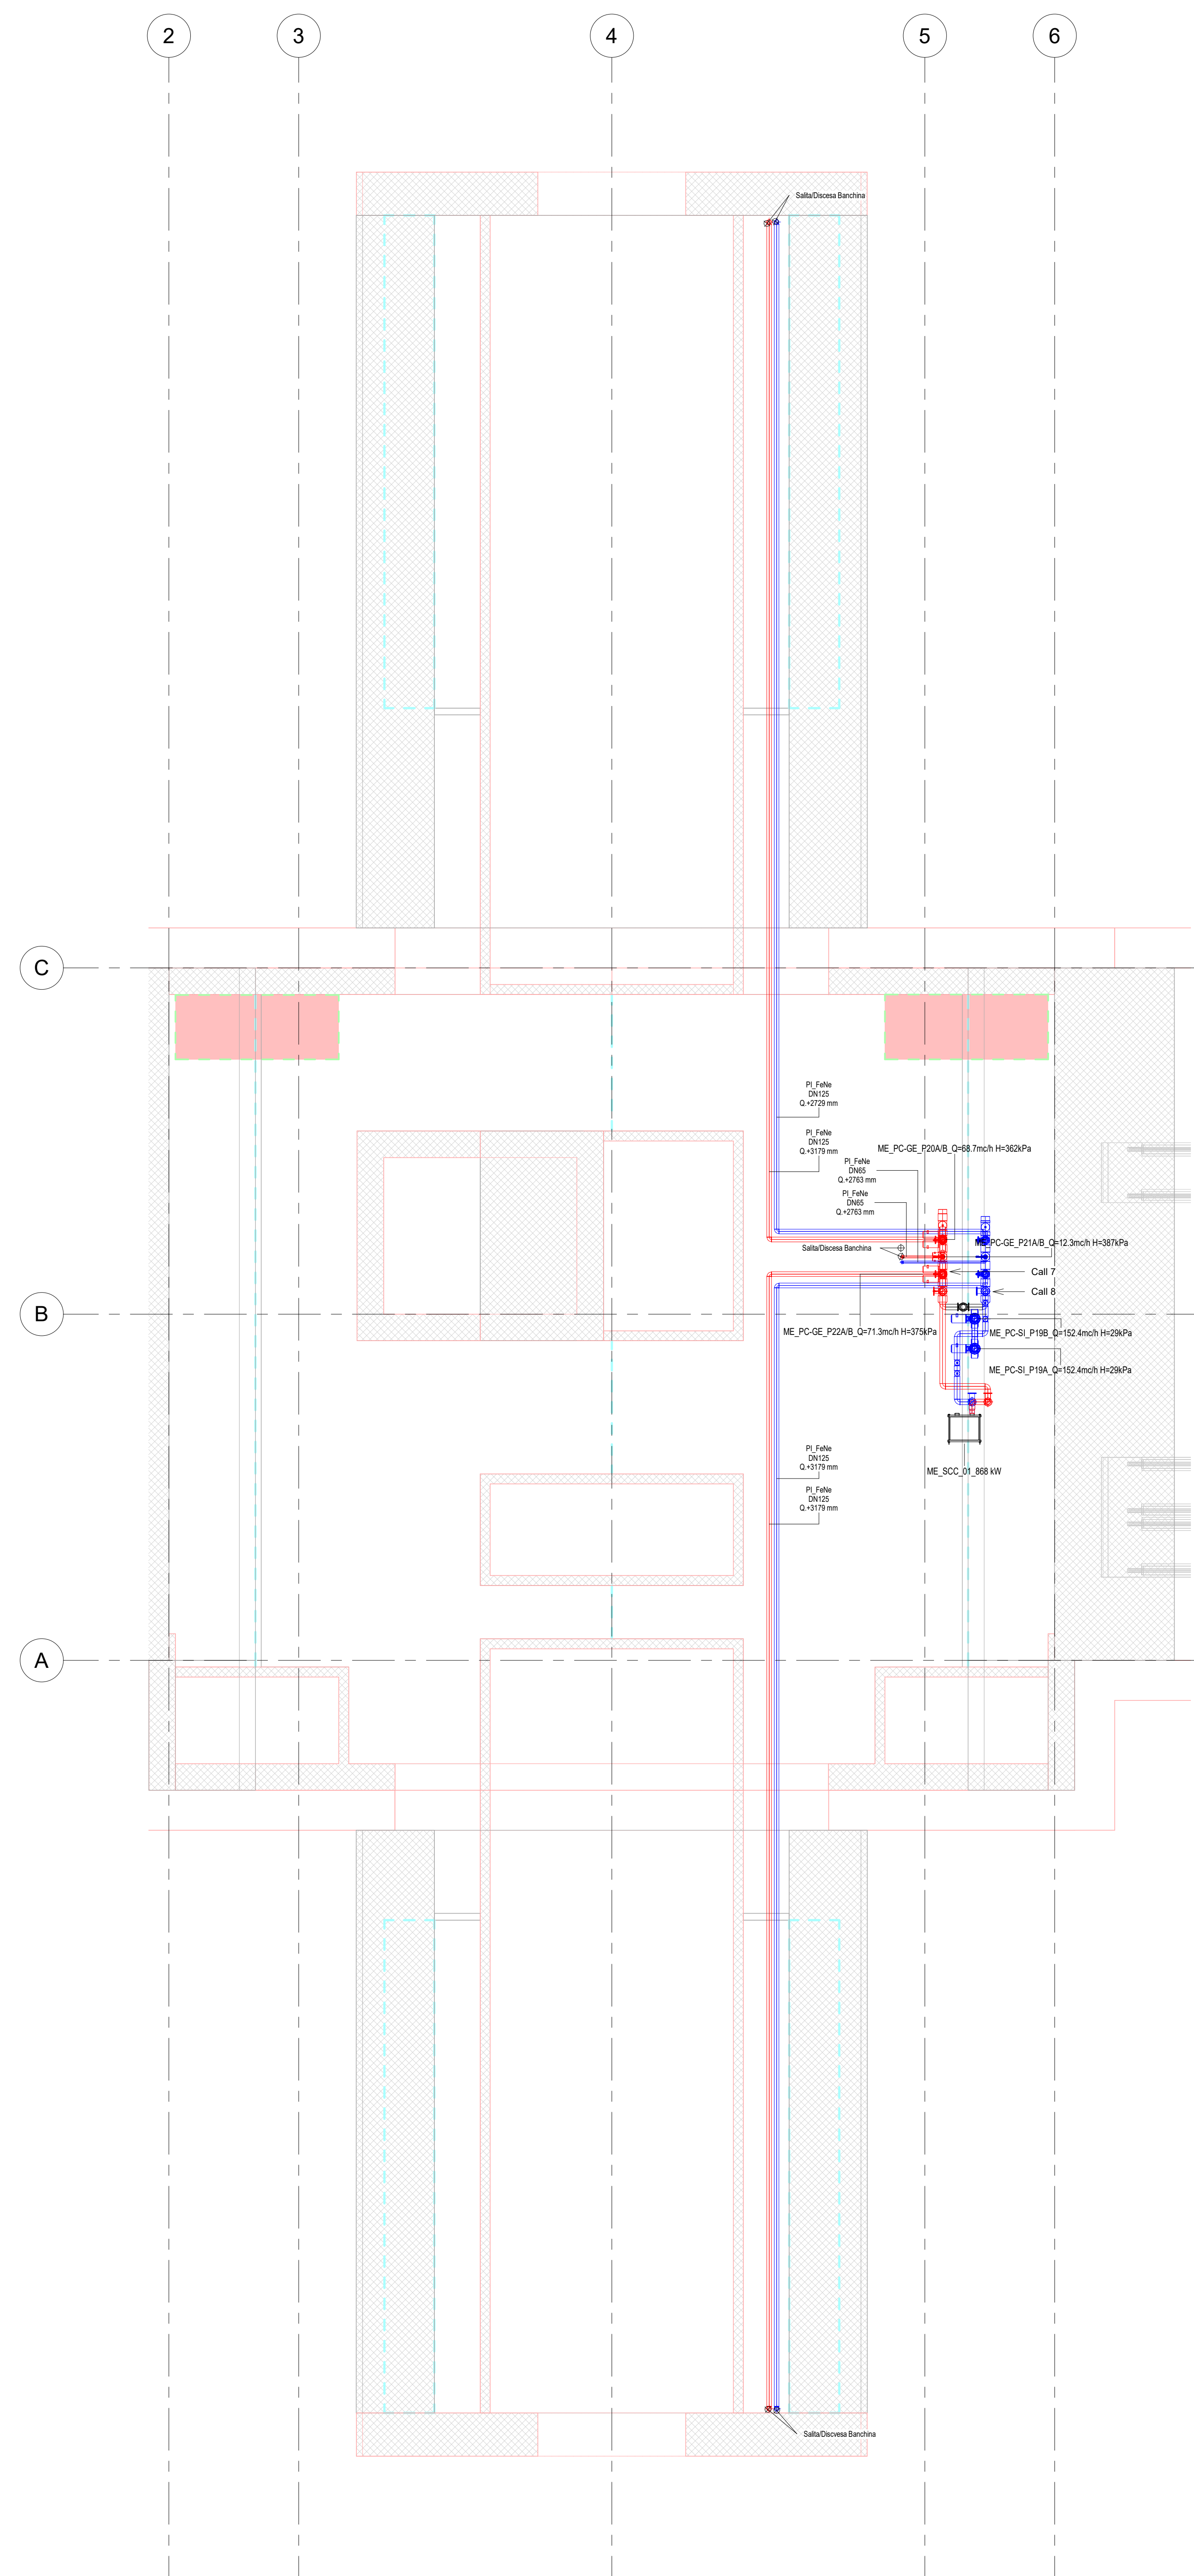 2
3
4
5
6
Salita/Discesa Banchina
C
PI_FeNe
DN125
Q.+2729 mm
PI_FeNe
DN125
Q.+3179 mm
ME_PC-GE_P20A/B_Q=68.7mc/h H=362kPa
PI_FeNe
DN65
Q.+2763 mm
PI_FeNe
DN65
Q.+2763 mm
ME_PC-GE_P21A/B_Q=12.3mc/h H=387kPa
Salita/Discesa Banchina
Call 7
Call 8
B
ME_PC-GE_P22A/B_Q=71.3mc/h H=375kPa
ME_PC-SI_P19B_Q=152.4mc/h H=29kPa
ME_PC-SI_P19A_Q=152.4mc/h H=29kPa
PI_FeNe
DN125
Q.+3179 mm
ME_SCC_01_868 kW
PI_FeNe
DN125
Q.+3179 mm
A
Salita/Discvesa Banchina